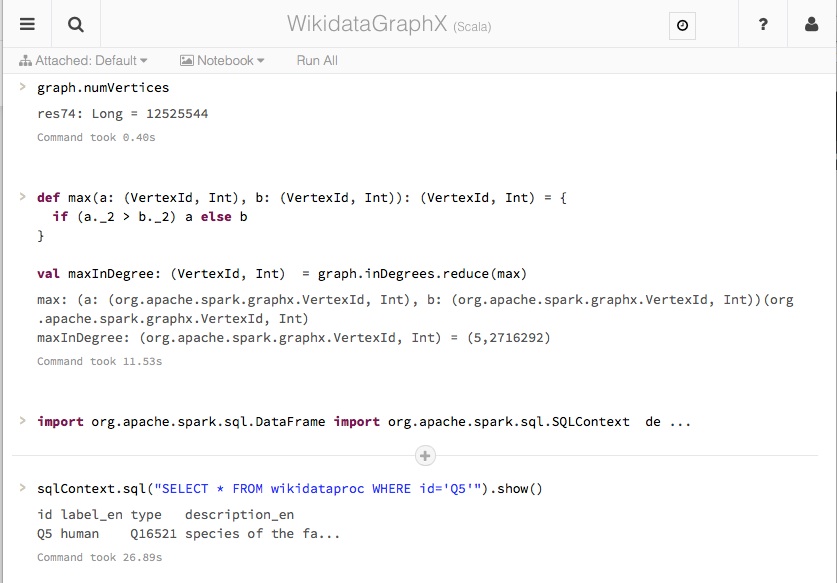 WikidataGraphX (Scala)
?
Attached: Default Notebook Run All
> graph.numVertices
res74: Long = 12525544
Command took 0.40s
> def max(a: (VertexId, Int), b: (VertexId, Int)): (VertexId, Int) = {
if (a._2 > b._2) a else b
}
val maxInDegree: (VertexId, Int)  = graph.inDegrees.reduce(max)
max: (a: (org.apache.spark.graphx.VertexId, Int), b: (org.apache.spark.graphx.VertexId, Int))(org
.apache.spark.graphx.VertexId, Int)
maxInDegree: (org.apache.spark.graphx.VertexId, Int) = (5,2716292)
Command took 11.53s
> import org.apache.spark.sql.DataFrame import org.apache.spark.sql.SQLContext  de ...
> sqlContext.sql("SELECT * FROM wikidataproc WHERE id='Q5'").show()
id label_en type   description_en
Q5 human    Q16521 species of the fa...
Command took 26.89s